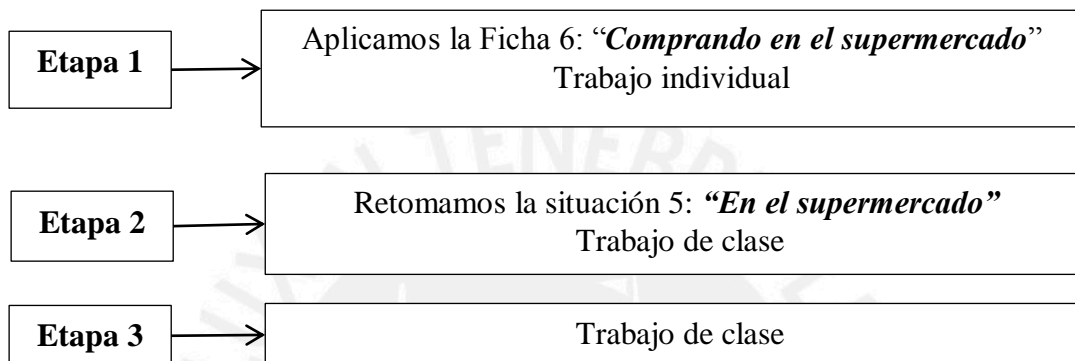 Etapa 1
Aplicamos la Ficha 6: “Comprando en el supermercado”
Trabajo individual
Etapa 2
Retomamos la situación 5: “En el supermercado”
Trabajo de clase
Etapa 3
Trabajo de clase